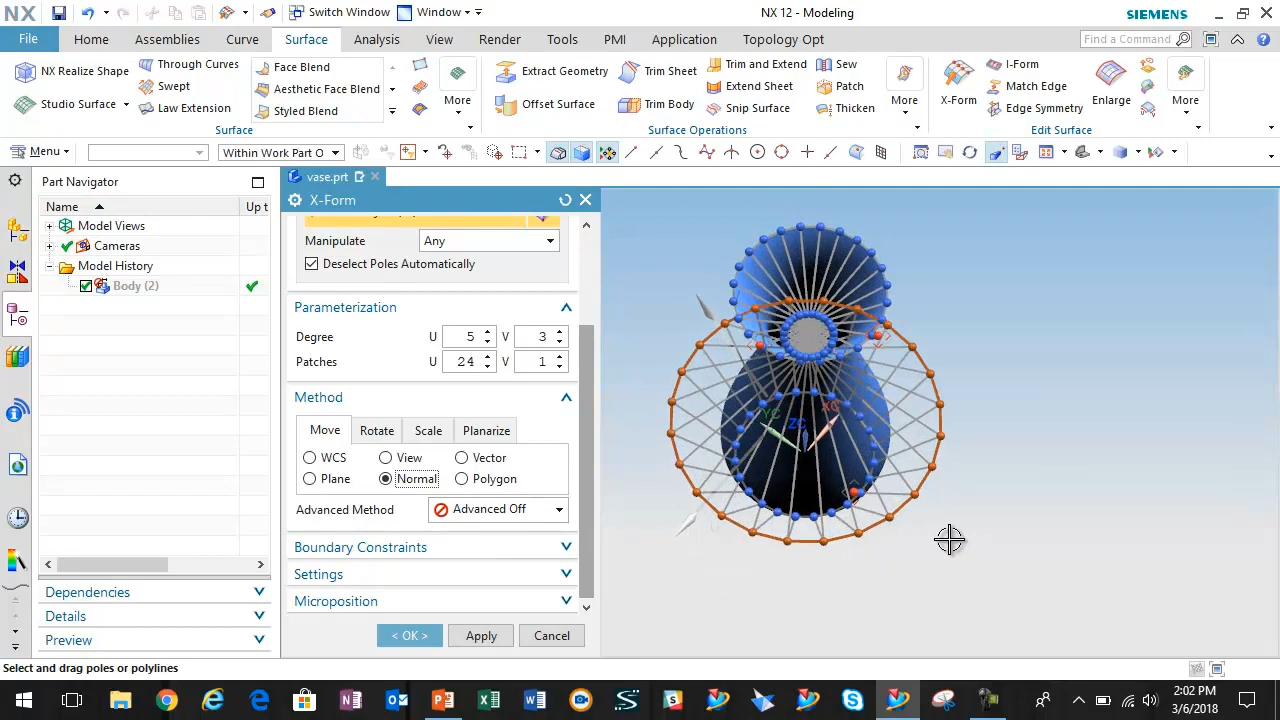 NX
Switch Window
Window
NX 12 - Modeling
SIEMENS
File
Home
Assemblies
Curve
Surface
Analysis
View
Render
Tools
PMI
Application
Topology Opt
Find a Command
NX Realize Shape
Studio Surface
Through Curves
Swept
Law Extension
Face Blend
Aesthetic Face Blend
Styled Blend
More
Surface
Extract Geometry
Offset Surface
Trim Sheet
Trim Body
Trim and Extend
Extend Sheet
Snip Surface
Sew
Patch
Thicken
More
Surface Operations
X-Form
I-Form
Match Edge
Edge Symmetry
Enlarge
More
Edit Surface
Menu
Within Work Part O
Part Navigator
Name
Up t
Model Views
Cameras
Model History
Body (2)
Dependencies
Details
Preview
vase.prt
X-Form
Manipulate
Any
Deselect Poles Automatically
Parameterization
Degree U 5 V 3
Patches U 24 V 1
Method
Move
Rotate
Scale
Planarize
WCS
View
Vector
Plane
Normal
Polygon
Advanced Method
Advanced Off
Boundary Constraints
Settings
Microposition
< OK >
Apply
Cancel
YC
ZC
XC
Select and drag poles or polylines
2:02 PM
3/6/2018